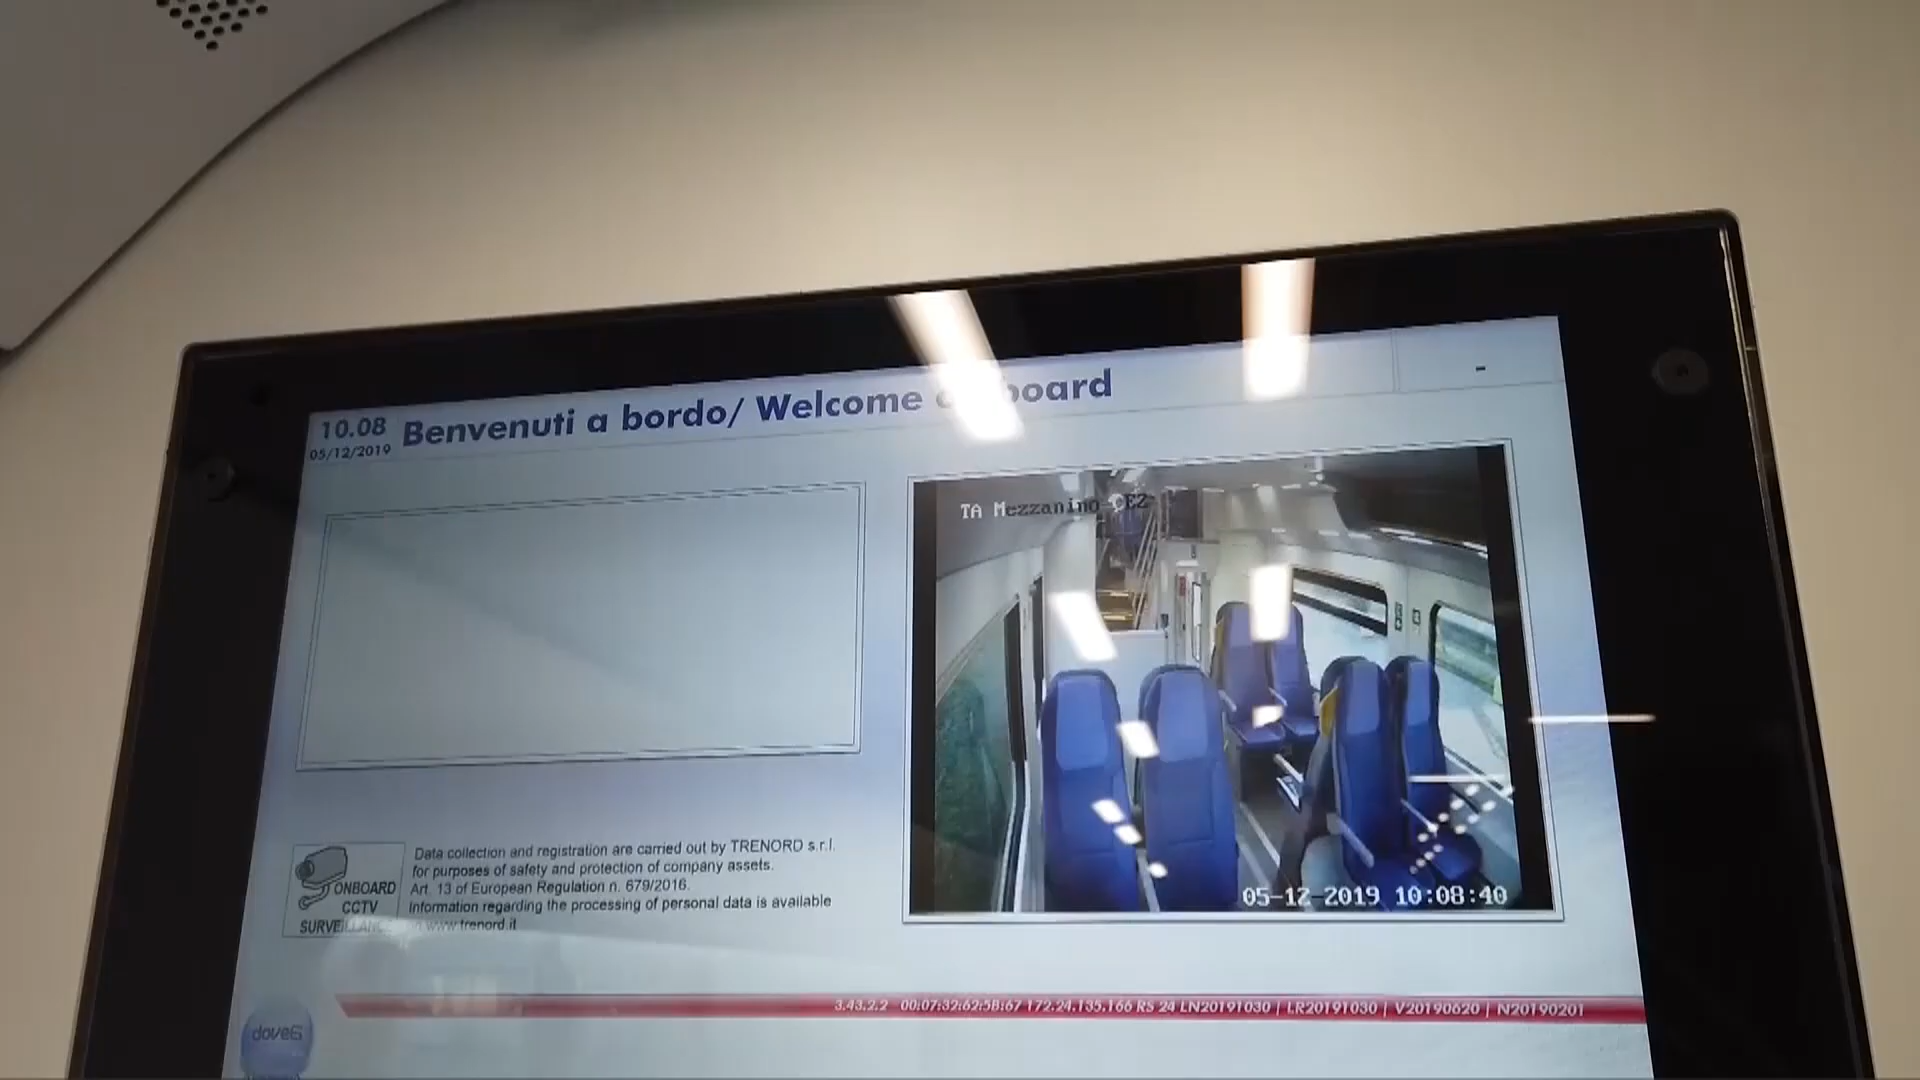 10.08
05/12/2019
Benvenuti a bordo/ Welcome board
-
TA Mezzanino
05-12-2019 10:08:40
Data collection and registration are carried out by TRENORD s.r.l.
for purposes of safety and protection of company assets.
Art. 13 of European Regulation n. 679/2016.
Information regarding the processing of personal data is available
www.trenord.it
ONBOARD
CCTV
SURVEILLANCE
3.43.2.2 00:07:32:62:5B:67 172.24.135.166 RS 24 LN20191030 | LR20191030 | V20190620 | N20190201
dove6